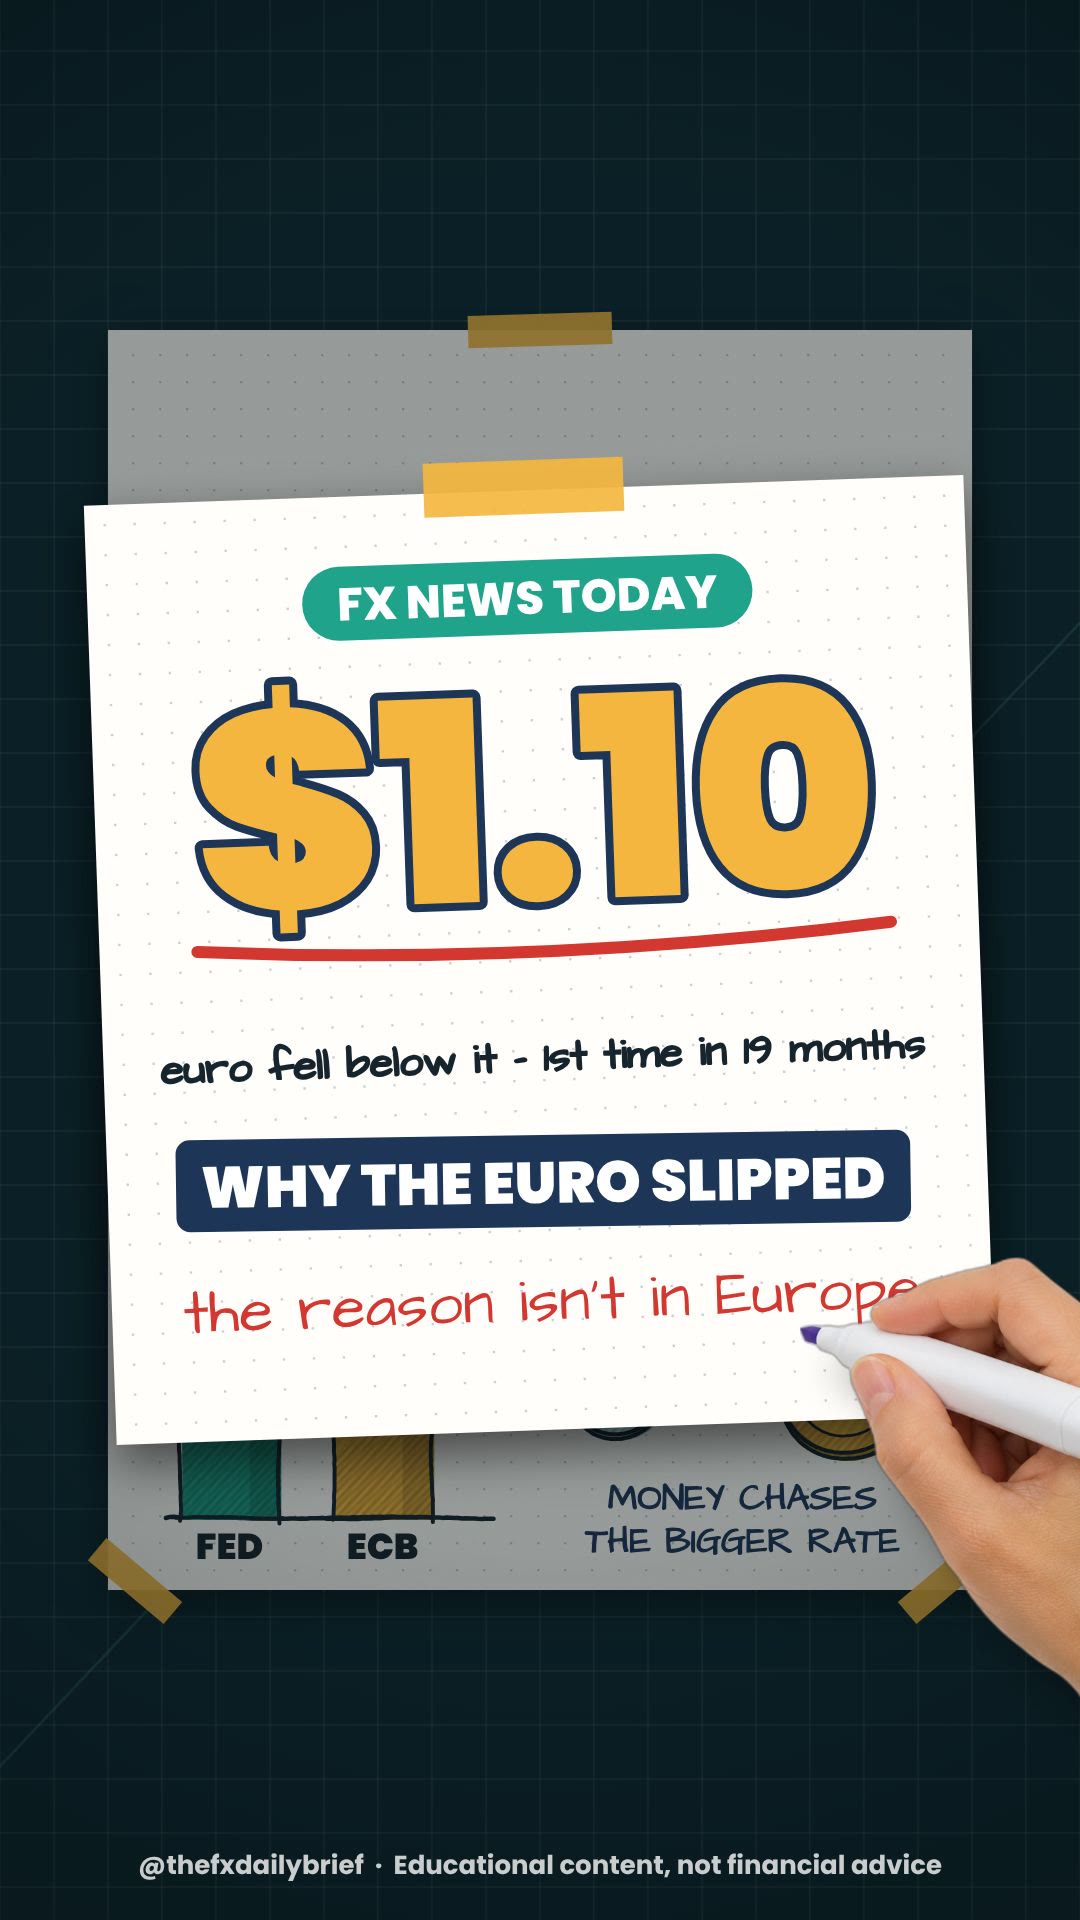 FX NEWS TODAY
$1.10
euro fell below it - 1st time in 19 months
WHY THE EURO SLIPPED
the reason isn't in Europe
FED
ECB
MONEY CHASES
THE BIGGER RATE
@thefxdailybrief · Educational content, not financial advice